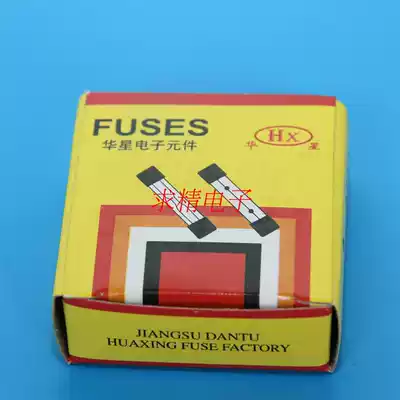 FUSES
华星电子元件
华 HX 星
求精电子
JIANGSU DANTU
HUAXING FUSE FACTORY